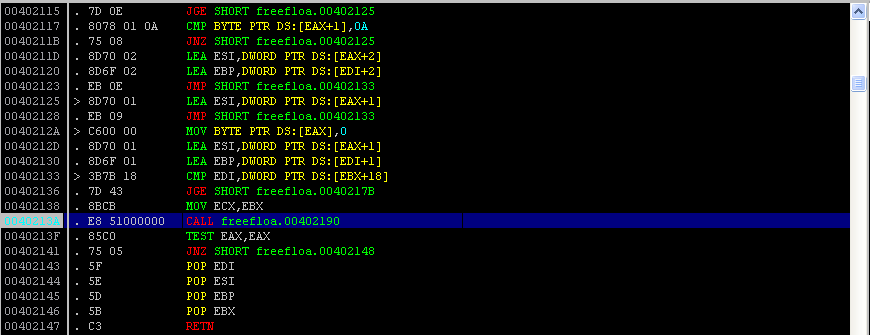 00402115 . 7D 0E JGE SHORT freefloa.00402125
00402117 . 8078 01 0A CMP BYTE PTR DS:[EAX+1],0A
0040211B . 75 08 JNZ SHORT freefloa.00402125
0040211D . 8D70 02 LEA ESI,DWORD PTR DS:[EAX+2]
00402120 . 8D6F 02 LEA EBP,DWORD PTR DS:[EDI+2]
00402123 . EB 0E JMP SHORT freefloa.00402133
00402125 > 8D70 01 LEA ESI,DWORD PTR DS:[EAX+1]
00402128 . EB 09 JMP SHORT freefloa.00402133
0040212A > C600 00 MOV BYTE PTR DS:[EAX],0
0040212D . 8D70 01 LEA ESI,DWORD PTR DS:[EAX+1]
00402130 . 8D6F 01 LEA EBP,DWORD PTR DS:[EDI+1]
00402133 > 3B7B 18 CMP EDI,DWORD PTR DS:[EBX+18]
00402136 . 7D 43 JGE SHORT freefloa.0040217B
00402138 . 8BCB MOV ECX,EBX
0040213A . E8 51000000 CALL freefloa.00402190
0040213F . 85C0 TEST EAX,EAX
00402141 . 75 05 JNZ SHORT freefloa.00402148
00402143 . 5F POP EDI
00402144 . 5E POP ESI
00402145 . 5D POP EBP
00402146 . 5B POP EBX
00402147 . C3 RETN